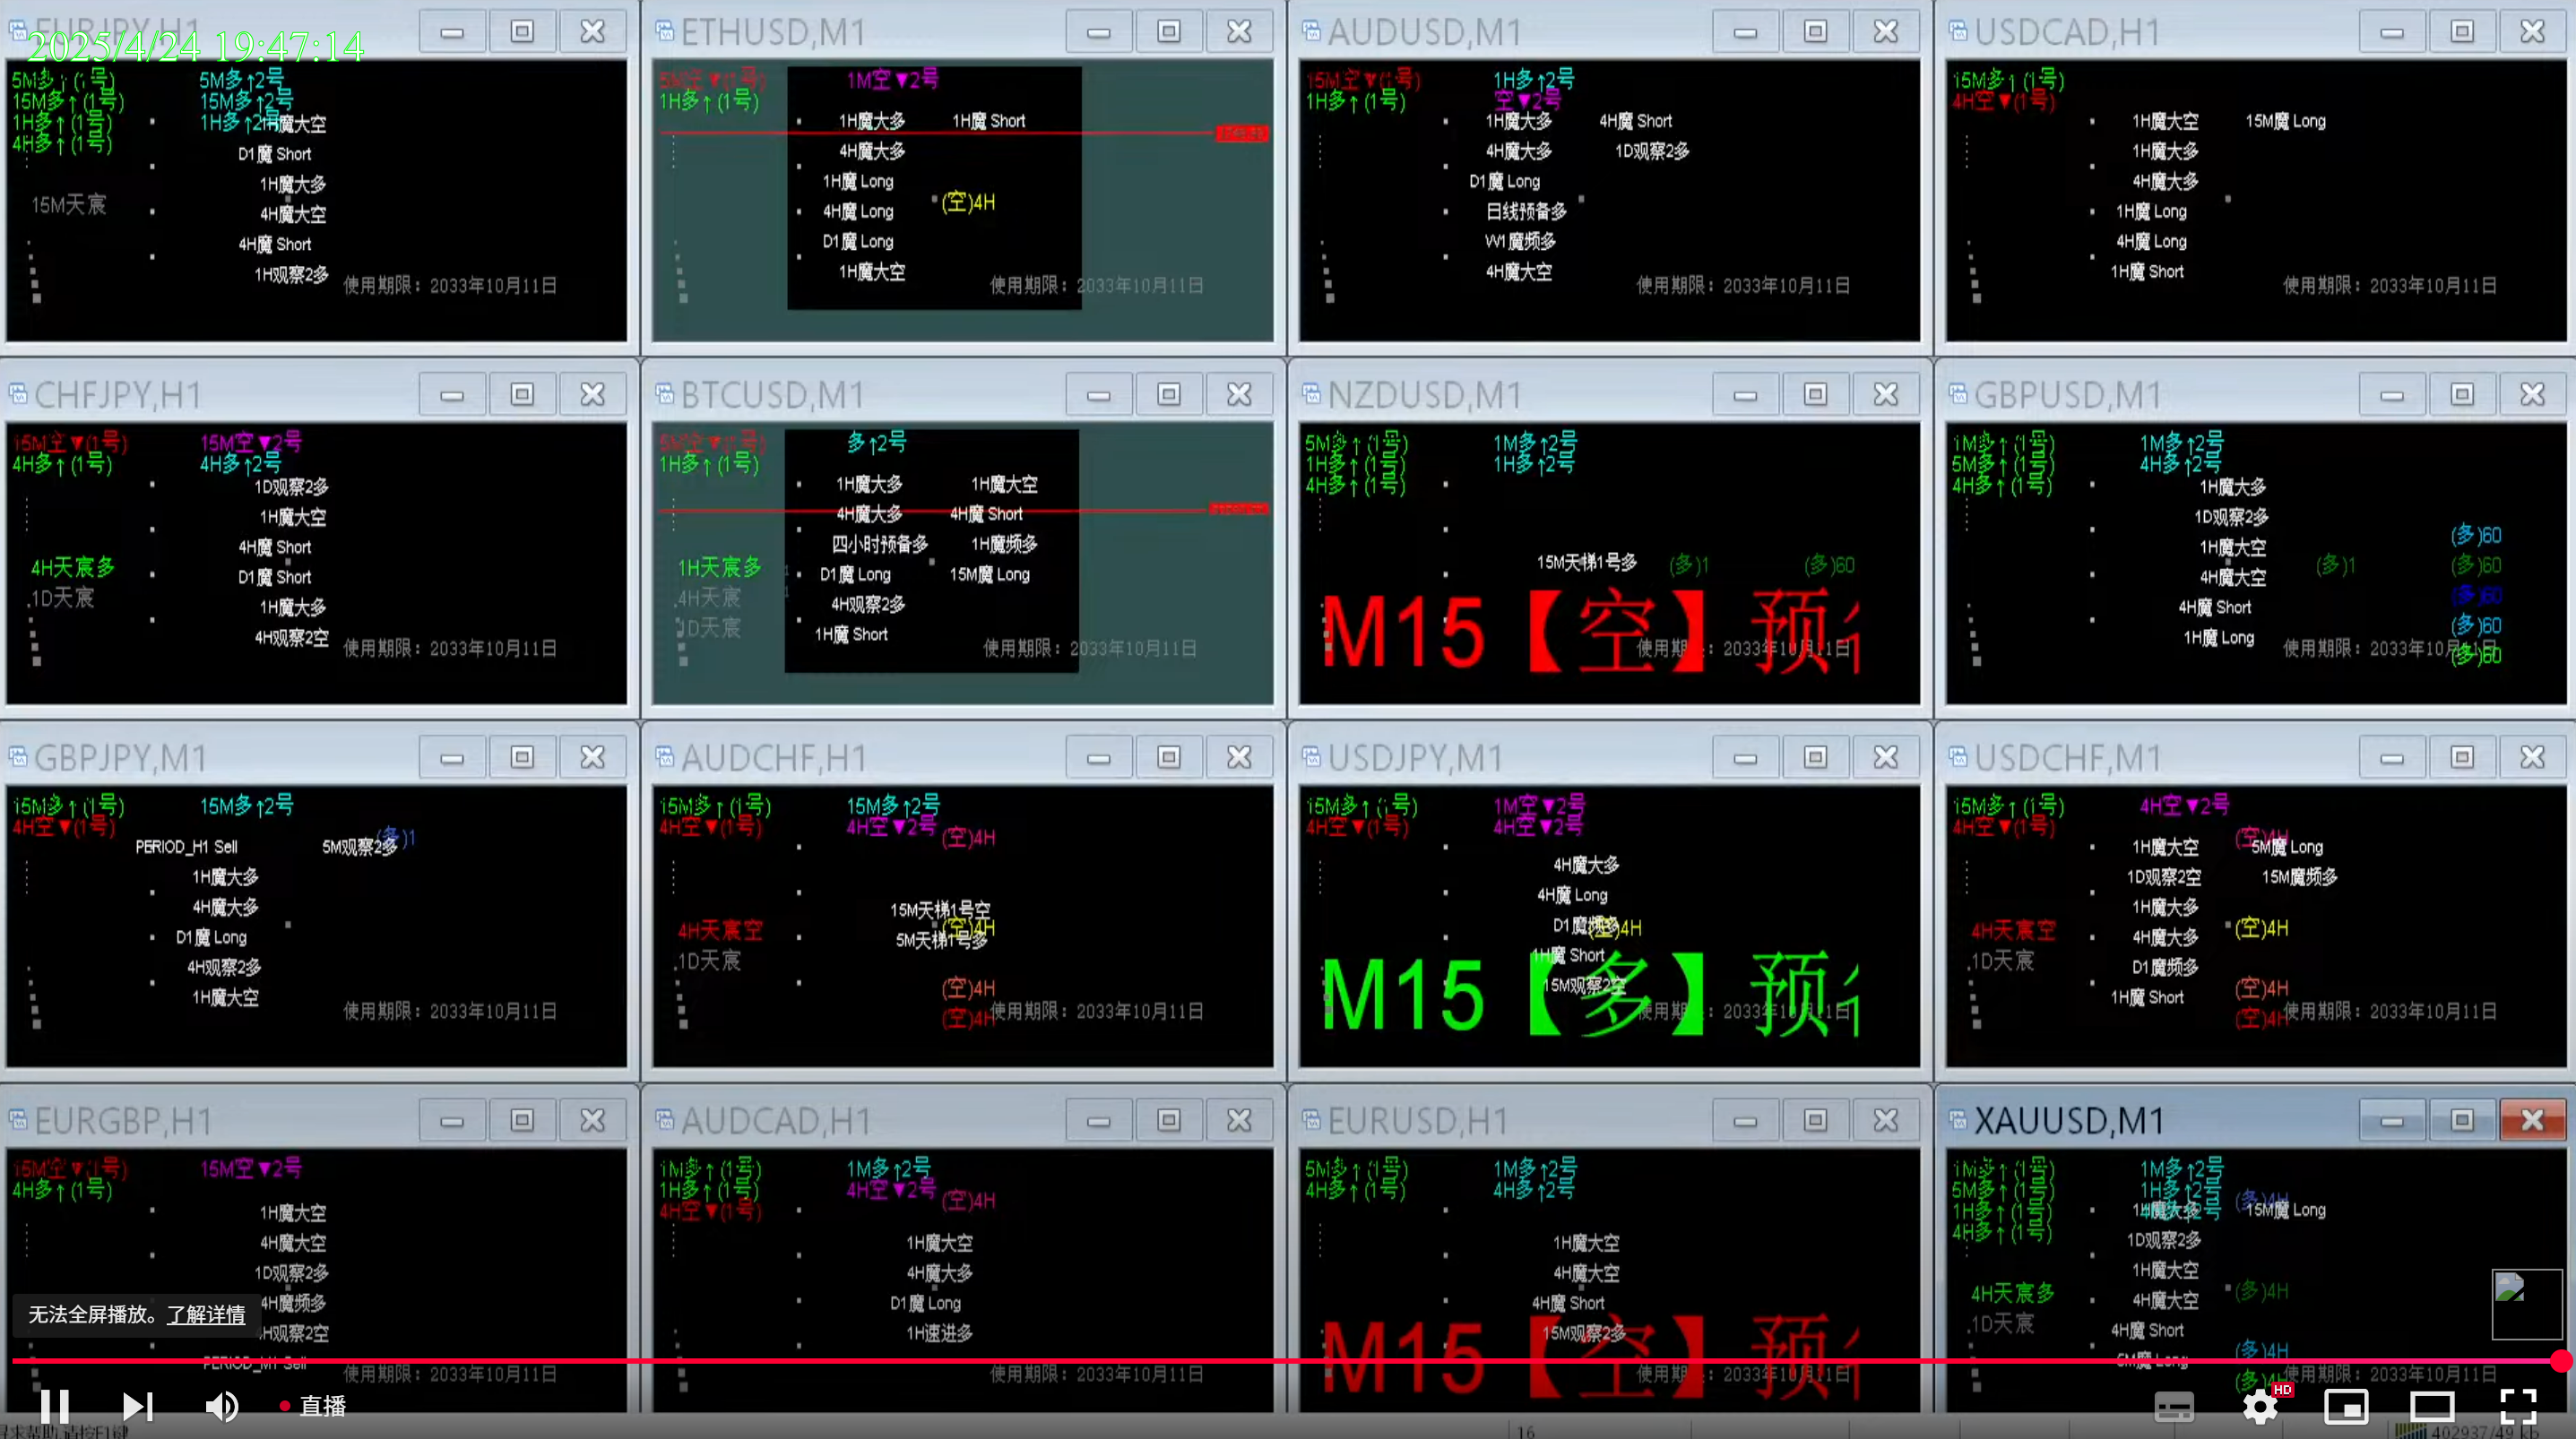 EURJPY,H1
2025/4/24 19:47:14
5M多↑(1号)
5M多↑2号
15M多↑(1号)
15M多↑2号
1H多↑(1号)
1H多↑2号
魔大空
4H多↑(1号)
D1魔 Short
1H魔大多
15M天宸
4H魔大空
4H魔 Short
1H观察2多
使用期限：2033年10月11日
ETHUSD,M1
5M空▼(1号)
1M空▼2号
1H多↑(1号)
1H魔大多
1H魔 Short
4H魔大多
1H魔 Long
(空)4H
4H魔 Long
D1魔 Long
1H魔大空
使用期限：2033年10月11日
AUDUSD,M1
15M空▼(1号)
1H多↑2号
1H多↑(1号)
空▼2号
1H魔大多
4H魔 Short
4H魔大多
1D观察2多
D1魔 Long
日线预备多
W1魔频多
4H魔大空
使用期限：2033年10月11日
USDCAD,H1
15M多↑(1号)
4H空▼(1号)
1H魔大空
15M魔 Long
1H魔大多
4H魔大多
1H魔 Long
4H魔 Long
1H魔 Short
使用期限：2033年10月11日
CHFJPY,H1
15M空▼(1号)
15M空▼2号
4H多↑(1号)
4H多↑2号
1D观察2多
1H魔大空
4H魔 Short
4H天宸多
D1魔 Short
1D天宸
1H魔大多
4H观察2空
使用期限：2033年10月11日
BTCUSD,M1
5M空▼(1号)
多↑2号
1H多↑(1号)
1H魔大多
1H魔大空
4H魔大多
4H魔 Short
四小时预备多
1H魔频多
1H天宸多
D1魔 Long
15M魔 Long
4H天宸
4H观察2多
1D天宸
1H魔 Short
使用期限：2033年10月11日
NZDUSD,M1
5M多↑(1号)
1M多↑2号
1H多↑(1号)
1H多↑2号
4H多↑(1号)
15M天梯1号多
(多)1
(多)60
M15【空】预
使用期限：2033年10月11日
GBPUSD,M1
1M多↑(1号)
1M多↑2号
5M多↑(1号)
4H多↑2号
4H多↑(1号)
1H魔大多
1D观察2多
(多)60
1H魔大空
(多)1
(多)60
4H魔大空
(多)60
4H魔 Short
(多)60
1H魔 Long
使用期限：2033年10月11日
(多)60
GBPJPY,M1
15M多↑(1号)
15M多↑2号
4H空▼(1号)
PERIOD_H1 Sell
5M观察2多
(多)1
1H魔大多
4H魔大多
D1魔 Long
4H观察2多
1H魔大空
使用期限：2033年10月11日
AUDCHF,H1
15M多↑(1号)
15M多↑2号
4H空▼(1号)
4H空▼2号
(空)4H
15M天梯1号空
4H天宸空
(空)4H
5M天梯1号多
1D天宸
(空)4H
(空)4H
使用期限：2033年10月11日
USDJPY,M1
15M多↑(1号)
1M空▼2号
4H空▼(1号)
4H空▼2号
4H魔大多
4H魔 Long
D1魔频多
(空)4H
1H魔 Short
15M观察2空
M15【多】预
使用期限：2033年10月11日
USDCHF,M1
15M多↑(1号)
4H空▼2号
4H空▼(1号)
(空)4H
1H魔大空
5M魔 Long
1D观察2空
15M魔频多
1H魔大多
4H天宸空
4H魔大多
(空)4H
1D天宸
D1魔频多
(空)4H
1H魔 Short
(空)4H
使用期限：2033年10月11日
EURGBP,H1
15M空▼(1号)
15M空▼2号
4H多↑(1号)
1H魔大空
4H魔大空
1D观察2多
4H魔频多
4H观察2空
PERIOD_M1 Sell
使用期限：2033年10月11日
AUDCAD,H1
1M多↑(1号)
1M多↑2号
1H多↑(1号)
4H空▼2号
(空)4H
4H空▼(1号)
1H魔大空
4H魔大多
D1魔 Long
1H速进多
使用期限：2033年10月11日
EURUSD,H1
5M多↑(1号)
1M多↑2号
4H多↑(1号)
4H多↑2号
1H魔大空
4H魔大空
4H魔 Short
15M观察2多
M15【空】预
使用期限：2033年10月11日
XAUUSD,M1
1M多↑(1号)
1M多↑2号
5M多↑(1号)
1H多↑2号
(多)4H
1H多↑(1号)
1H魔大多
15M魔 Long
4H多↑(1号)
1D观察2多
1H魔大空
4H天宸多
4H魔大空
(多)4H
1D天宸
4H魔 Short
(多)4H
5M魔 Long
使用期限：2033年10月11日
无法全屏播放。了解详情
直播
HD
16
402937/49 kb